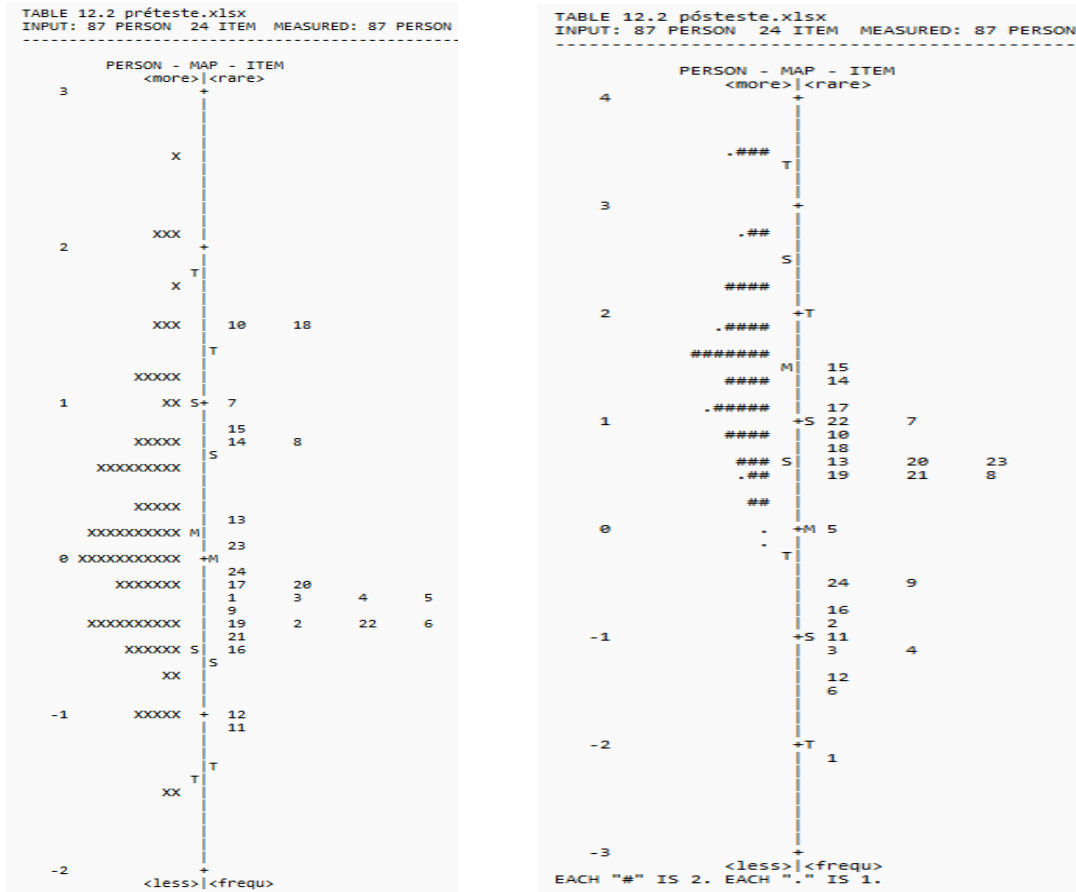 TABLE 12.2 préteste.xlsx
INPUT: 87 PERSON  24 ITEM  MEASURED: 87 PERSON
--------------------------------------------------
PERSON - MAP - ITEM
<more>|<rare>
3 +
X |
XXX |
2 +
T|
X |
XXX | 10 18
|T
XXXXX |
1 XX S+ 7
| 15
XXXXX | 14 8
|S
XXXXXXXXX |
XXXXX |
| 13
XXXXXXXXXX M|
| 23
0 XXXXXXXXXXX +M
| 24
XXXXXXX | 17 20
| 1 3 4 5
| 9
XXXXXXXXXX | 19 2 22 6
| 21
XXXXXX S| 16
|S
XX |
-1 XXXXX + 12
| 11
|T
T|
XX |
-2 +
<less>|<frequ>
TABLE 12.2 pósteste.xlsx
INPUT: 87 PERSON  24 ITEM  MEASURED: 87 PERSON
--------------------------------------------------
PERSON - MAP - ITEM
<more>|<rare>
4 +
.### |
T|
3 +
.## |
S|
#### |
2 +T
.#### |
####### |
M| 15
#### | 14
.##### | 17
1 +S 22 7
#### | 10
| 18
### S| 13 20 23
.## | 19 21 8
## |
0 . +M 5
. |
T|
| 24 9
| 16
| 2
-1 +S 11
| 3 4
| 12
| 6
-2 +T
| 1
-3 +
<less>|<frequ>
EACH "#" IS 2. EACH "." IS 1.